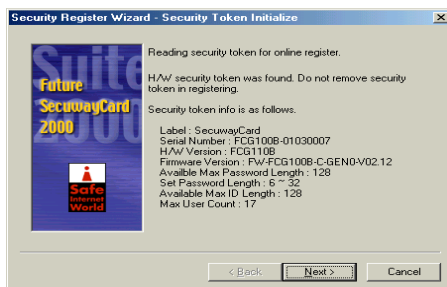 Security Register Wizard - Security Token Initialize
Suite
2000
Future
SecuwayCard
2000
Safe
Internet
World
Reading security token for online register.
H/W security token was found. Do not remove security
token in registering.
Security token info is as follows.
Label : SecuwayCard
Serial Number : FCG100B-01030007
H/W Version : FCG110B
Firmware Version : FW-FCG100B-C-GEN0-V02.12
Availble Max Password Length : 128
Set Password Length : 6 ~ 32
Available Max ID Length : 128
Max User Count : 17
< Back
Next >
Cancel